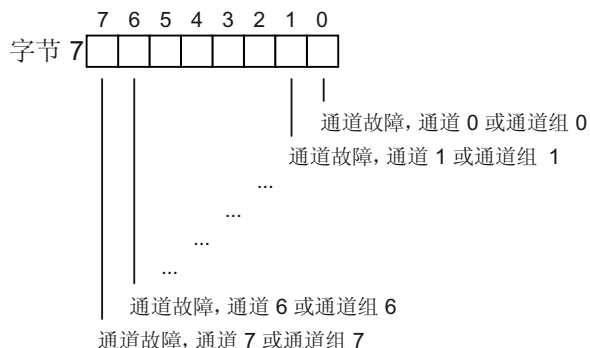 7 6 5 4 3 2 1 0
字节 7
通道故障, 通道 0 或通道组 0
通道故障, 通道 1 或通道组 1
...
...
...
...
通道故障, 通道 6 或通道组 6
通道故障, 通道 7 或通道组 7